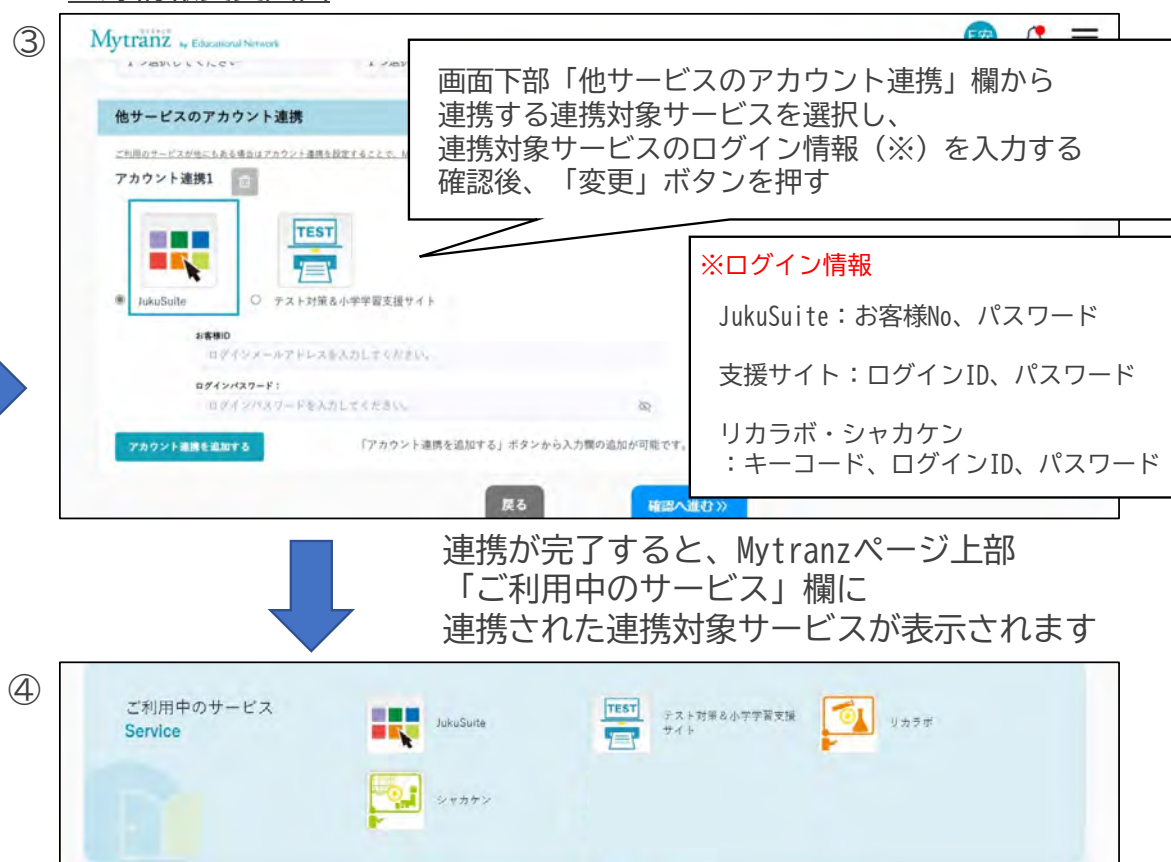 ③
Mytranz by Educational Network
他サービスのアカウント連携
アカウント連携1
TEST
JukuSuite
テスト対策&小学学習支援サイト
お客様ID
ログインメールアドレスを入力してください。
ログインパスワード：
ログインパスワードを入力してください。
アカウント連携を追加する
「アカウント連携を追加する」ボタンから入力欄の追加が可能です。
戻る
確認へ進む》
画面下部「他サービスのアカウント連携」欄から
連携する連携対象サービスを選択し、
連携対象サービスのログイン情報（※）を入力する
確認後、「変更」ボタンを押す
※ログイン情報
JukuSuite：お客様No、パスワード
支援サイト：ログインID、パスワード
リカラボ・シャカケン
：キーコード、ログインID、パスワード
連携が完了すると、Mytranzページ上部
「ご利用中のサービス」欄に
連携された連携対象サービスが表示されます
④
ご利用中のサービス
Service
JukuSuite
TEST
テスト対策&小学学習支援
サイト
リカラボ
シャカケン